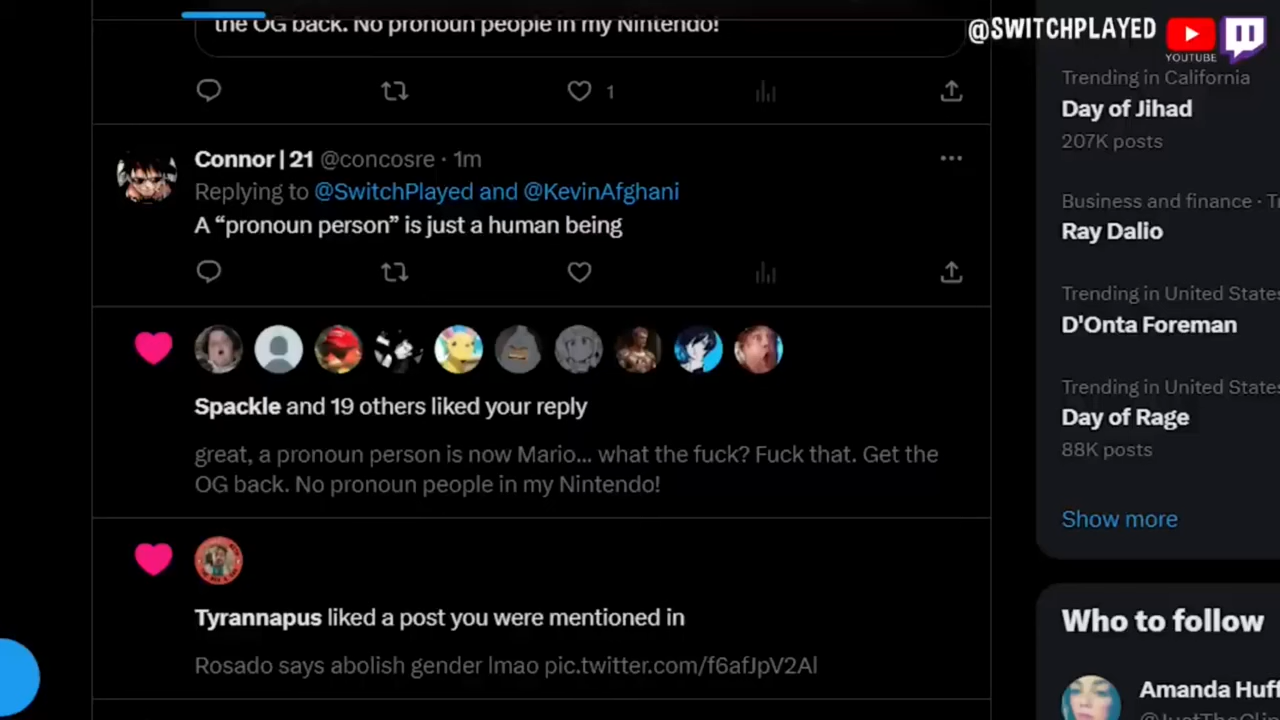 the OG back. No pronoun people in my Nintendo!
@SWITCHPLAYED
YOUTUBE
1
Connor | 21 @concosre · 1m
Replying to @SwitchPlayed and @KevinAfghani
A “pronoun person” is just a human being
Spackle and 19 others liked your reply
great, a pronoun person is now Mario... what the fuck? Fuck that. Get the
OG back. No pronoun people in my Nintendo!
Tyrannapus liked a post you were mentioned in
Rosado says abolish gender lmao pic.twitter.com/f6afJpV2Al
Trending in California
Day of Jihad
207K posts
Business and finance ·
Ray Dalio
Trending in United States
D'Onta Foreman
Trending in United States
Day of Rage
88K posts
Show more
Who to follow
Amanda Huff